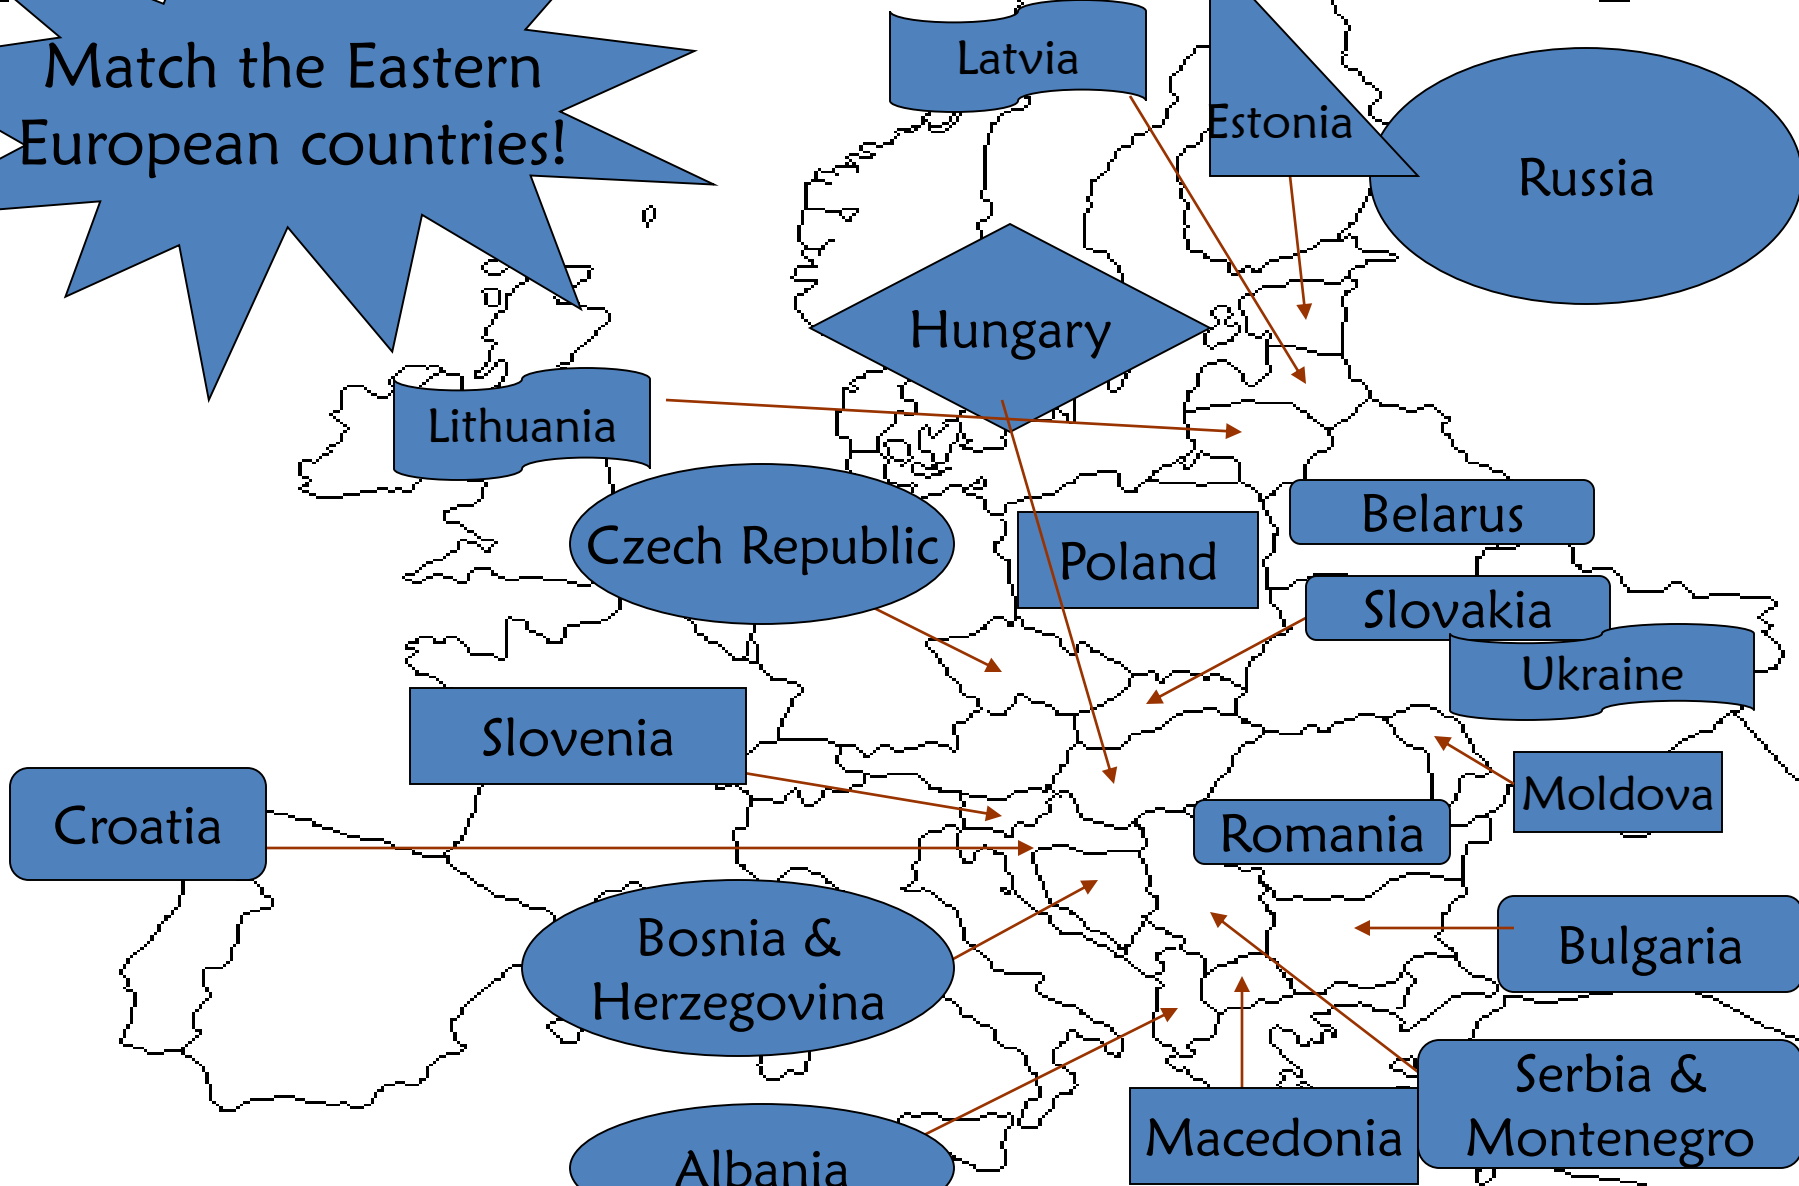 Match the Eastern
European countries!
Latvia
Estonia
Russia
Hungary
Lithuania
Czech Republic
Poland
Belarus
Slovakia
Ukraine
Slovenia
Moldova
Croatia
Romania
Bosnia &
Herzegovina
Bulgaria
Serbia &
Montenegro
Macedonia
Albania